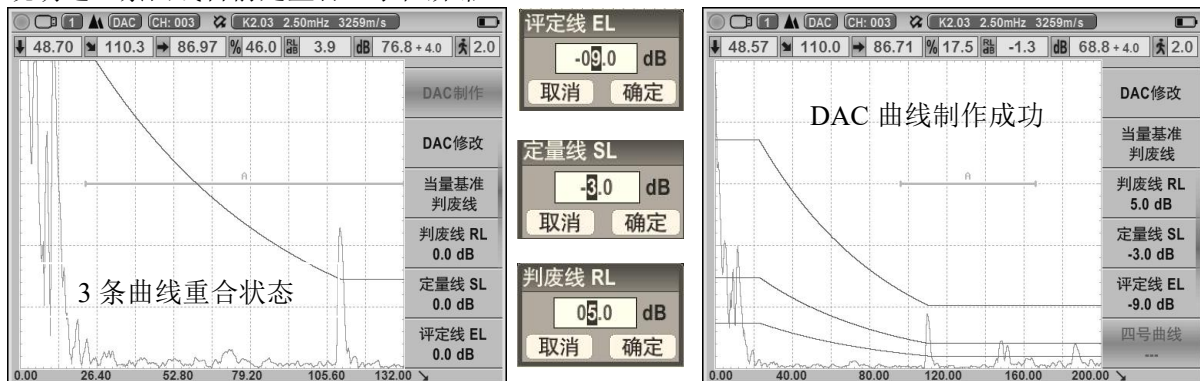 1 DAC CH: 003 K2.03 2.50mHz 3259m/s
48.70 110.3 86.97 % 46.0 RL dB 3.9 dB 76.8 + 4.0 2.0
DAC制作
DAC修改
当量基准
判废线
判废线 RL
0.0 dB
定量线 SL
0.0 dB
评定线 EL
0.0 dB
A
3 条曲线重合状态
0.00 26.40 52.80 79.20 105.60 132.00
评定线 EL
-09.0 dB
取消 确定
定量线 SL
-3.0 dB
取消 确定
判废线 RL
05.0 dB
取消 确定
1 DAC CH: 003 K2.03 2.50mHz 3259m/s
48.57 110.0 86.71 % 17.5 RL dB -1.3 dB 68.8 + 4.0 2.0
DAC 曲线制作成功
A
DAC修改
当量基准
判废线
判废线 RL
5.0 dB
定量线 SL
-3.0 dB
评定线 EL
-9.0 dB
四号曲线
---
0.00 40.00 80.00 120.00 160.00 200.00